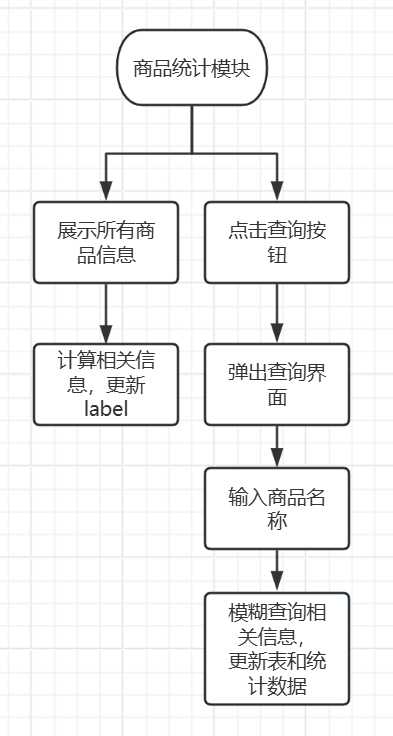 商品统计模块
展示所有商
品信息
点击查询按
钮
计算相关信
息，更新
label
弹出查询界
面
输入商品名
称
模糊查询相
关信息，
更新表和统
计数据